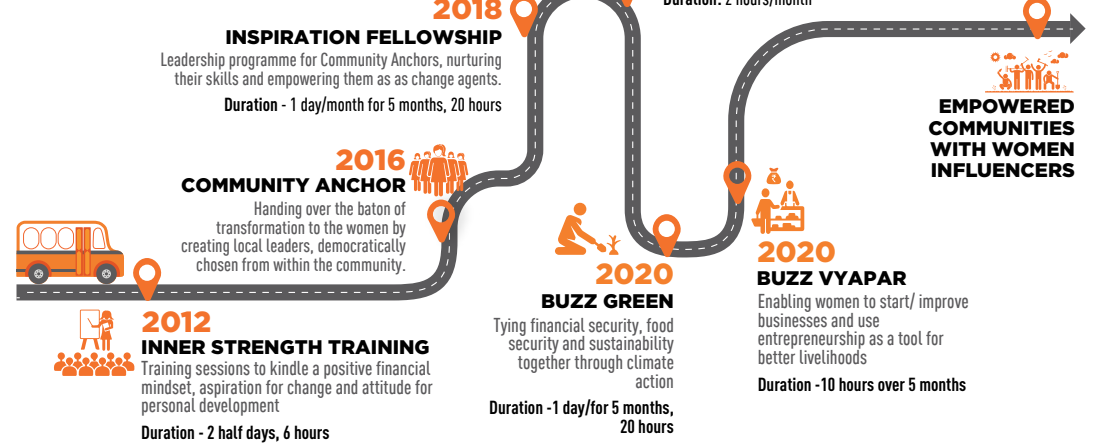 2018
INSPIRATION FELLOWSHIP
Leadership programme for Community Anchors, nurturing
their skills and empowering them as as change agents.
Duration - 1 day/month for 5 months, 20 hours
Duration: 2 hours/month
EMPOWERED
COMMUNITIES
WITH WOMEN
INFLUENCERS
2016
COMMUNITY ANCHOR
Handing over the baton of
transformation to the women by
creating local leaders, democratically
chosen from within the community.
2012
INNER STRENGTH TRAINING
Training sessions to kindle a positive financial
mindset, aspiration for change and attitude for
personal development
Duration - 2 half days, 6 hours
2020
BUZZ GREEN
Tying financial security, food
security and sustainability
together through climate
action
Duration -1 day/for 5 months,
20 hours
2020
BUZZ VYAPAR
Enabling women to start/ improve
businesses and use
entrepreneurship as a tool for
better livelihoods
Duration -10 hours over 5 months